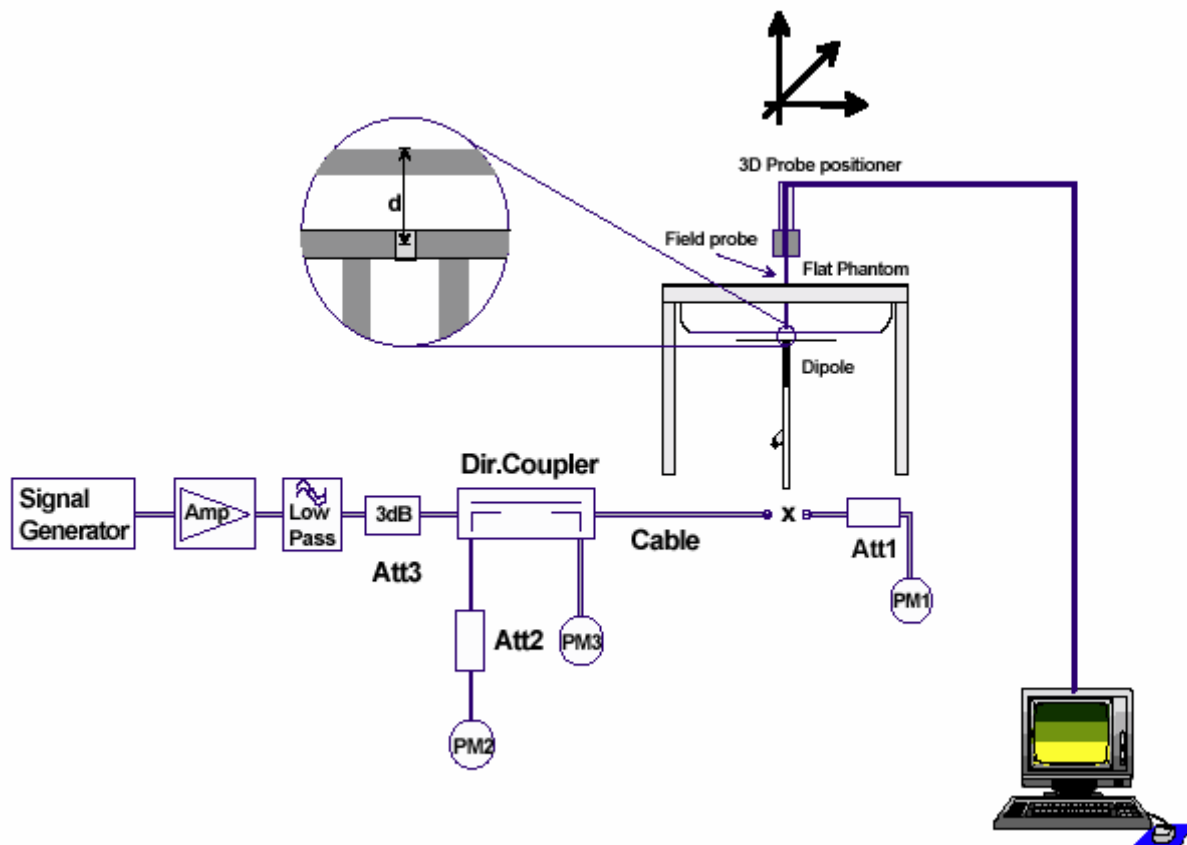 3D Probe positioner
d
Field probe
Flat Phantom
Dipole
Dir.Coupler
Signal
Generator
Amp
Low
Pass
3dB
Cable
x
Att1
Att3
PM1
Att2
PM3
PM2